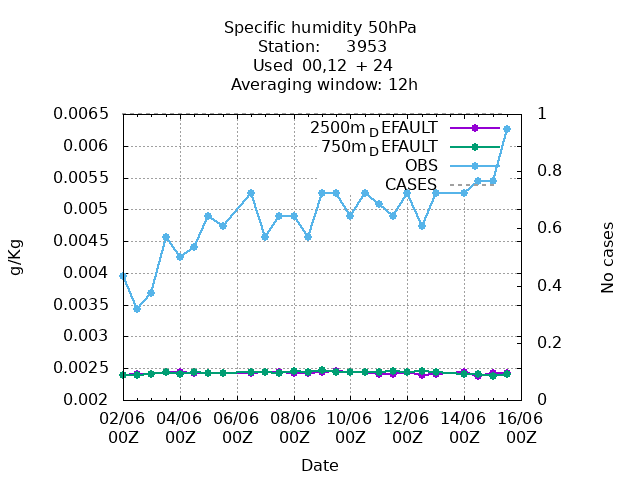 Specific humidity 50hPa
Station: 3953
Used 00,12 + 24
Averaging window: 12h
0.0065
0.006
0.0055
0.005
0.0045
0.004
0.0035
0.003
0.0025
0.002
g/Kg
2500m_DEFAULT
750m_DEFAULT
OBS
CASES
1
0.8
0.6
0.4
0.2
0
No cases
02/06 04/06 06/06 08/06 10/06 12/06 14/06 16/06
00Z 00Z 00Z 00Z 00Z 00Z 00Z 00Z
Date